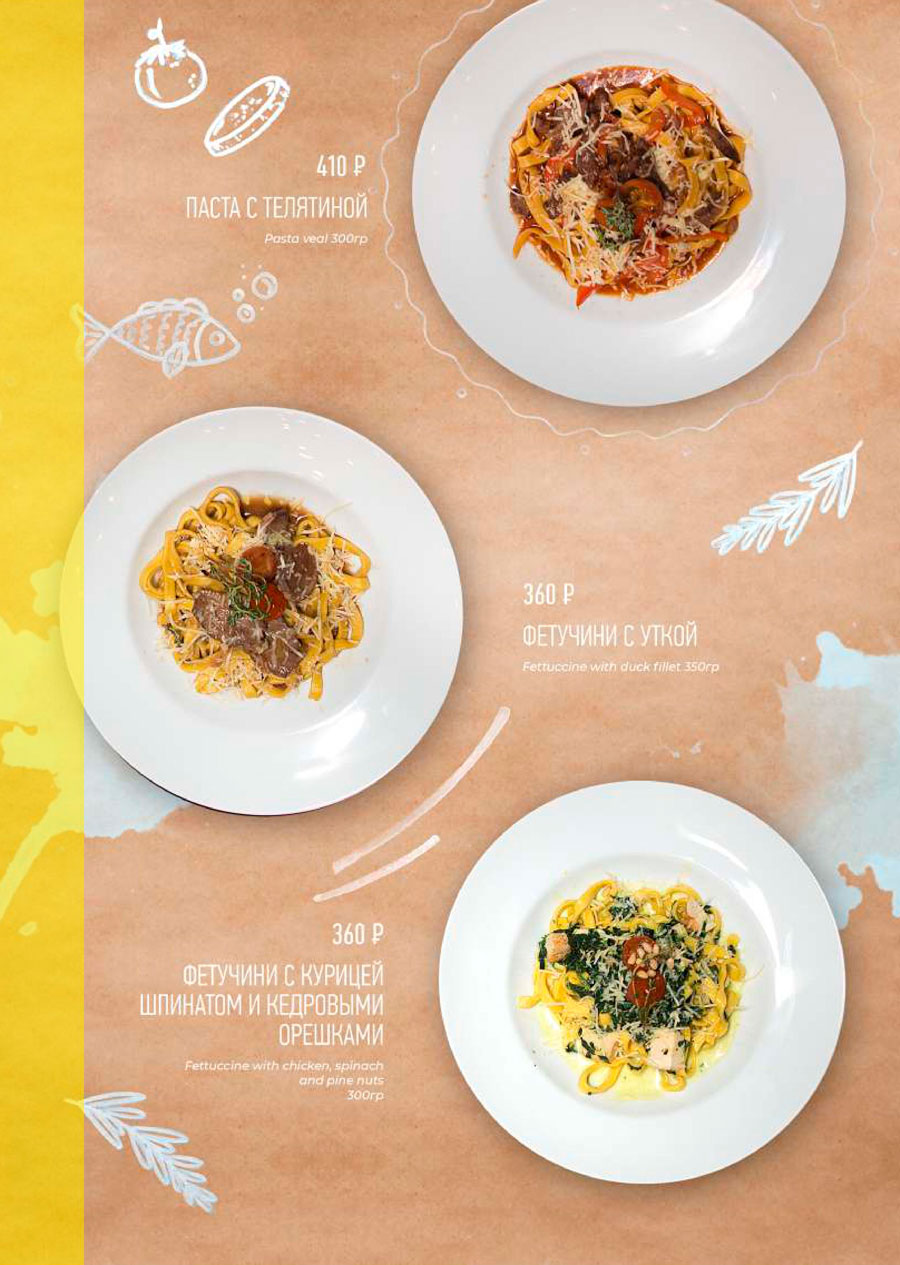 410 ₽
ПАСТА С ТЕЛЯТИНОЙ
Pasta veal 300гр
360 ₽
ФЕТУЧИНИ С УТКОЙ
Fettuccine with duck fillet 350гр
360 ₽
ФЕТУЧИНИ С КУРИЦЕЙ
ШПИНАТОМ И КЕДРОВЫМИ
ОРЕШКАМИ
Fettuccine with chicken, spinach
and pine nuts
300гр